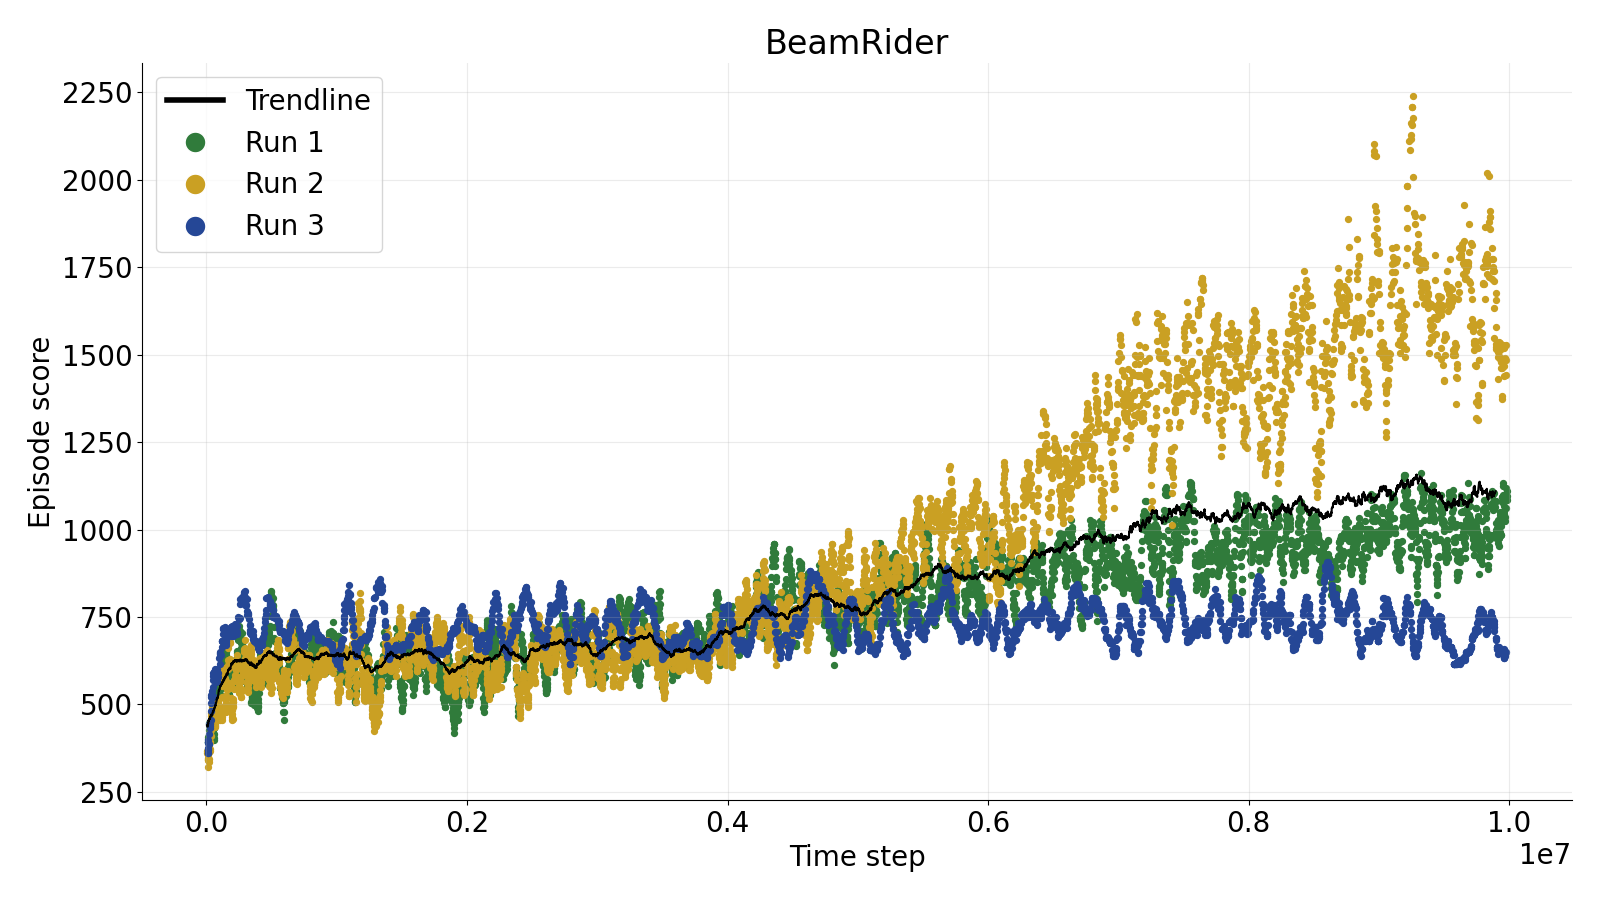 BeamRider
Trendline
Run 1
Run 2
Run 3
2250
2000
1750
1500
1250
1000
750
500
250
Episode score
0.0 0.2 0.4 0.6 0.8 1.0
Time step
1e7